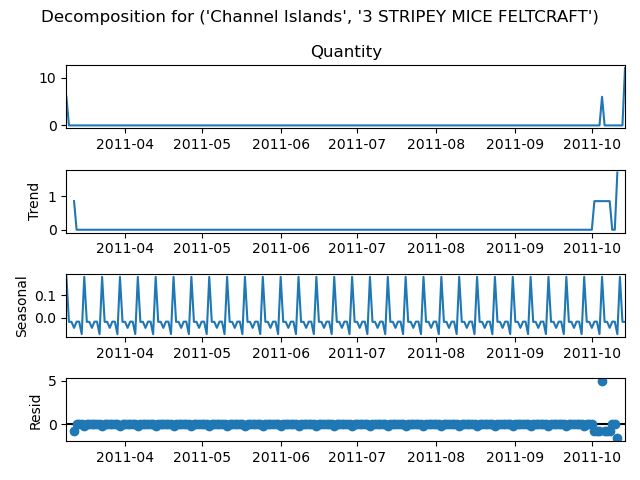 Decomposition for ('Channel Islands', '3 STRIPEY MICE FELTCRAFT')
Quantity
10
0
2011-04 2011-05 2011-06 2011-07 2011-08 2011-09 2011-10
Trend
1
0
2011-04 2011-05 2011-06 2011-07 2011-08 2011-09 2011-10
Seasonal
0.1
0.0
2011-04 2011-05 2011-06 2011-07 2011-08 2011-09 2011-10
Resid
5
0
2011-04 2011-05 2011-06 2011-07 2011-08 2011-09 2011-10